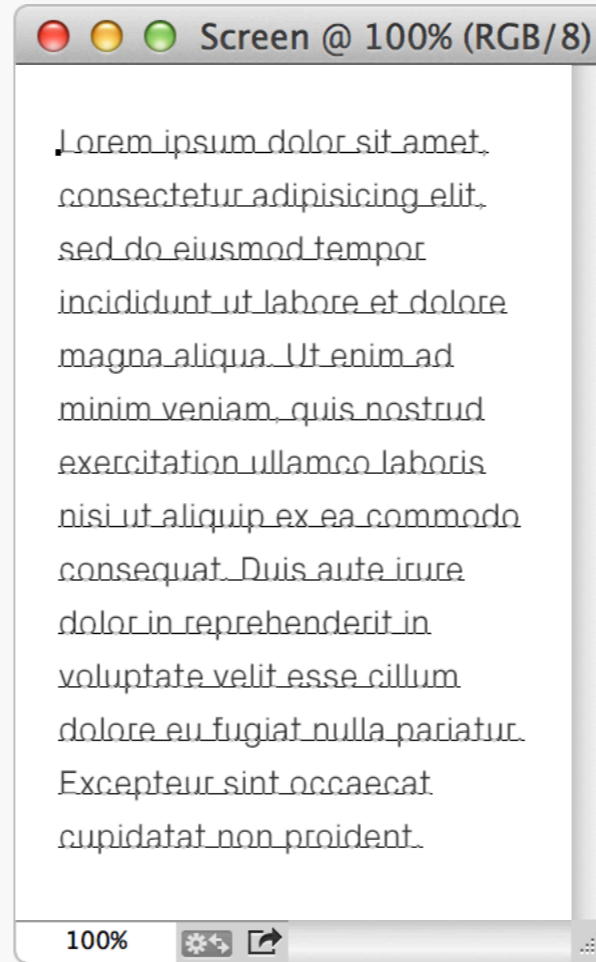 Screen @ 100% (RGB/8)
Lorem ipsum dolor sit amet,
consectetur adipisicing elit,
sed do eiusmod tempor
incididunt ut labore et dolore
magna aliqua. Ut enim ad
minim veniam, quis nostrud
exercitation ullamco laboris
nisi ut aliquip ex ea commodo
consequat. Duis aute irure
dolor in reprehenderit in
voluptate velit esse cillum
dolore eu fugiat nulla pariatur.
Excepteur sint occaecat
cupidatat non proident.
100%